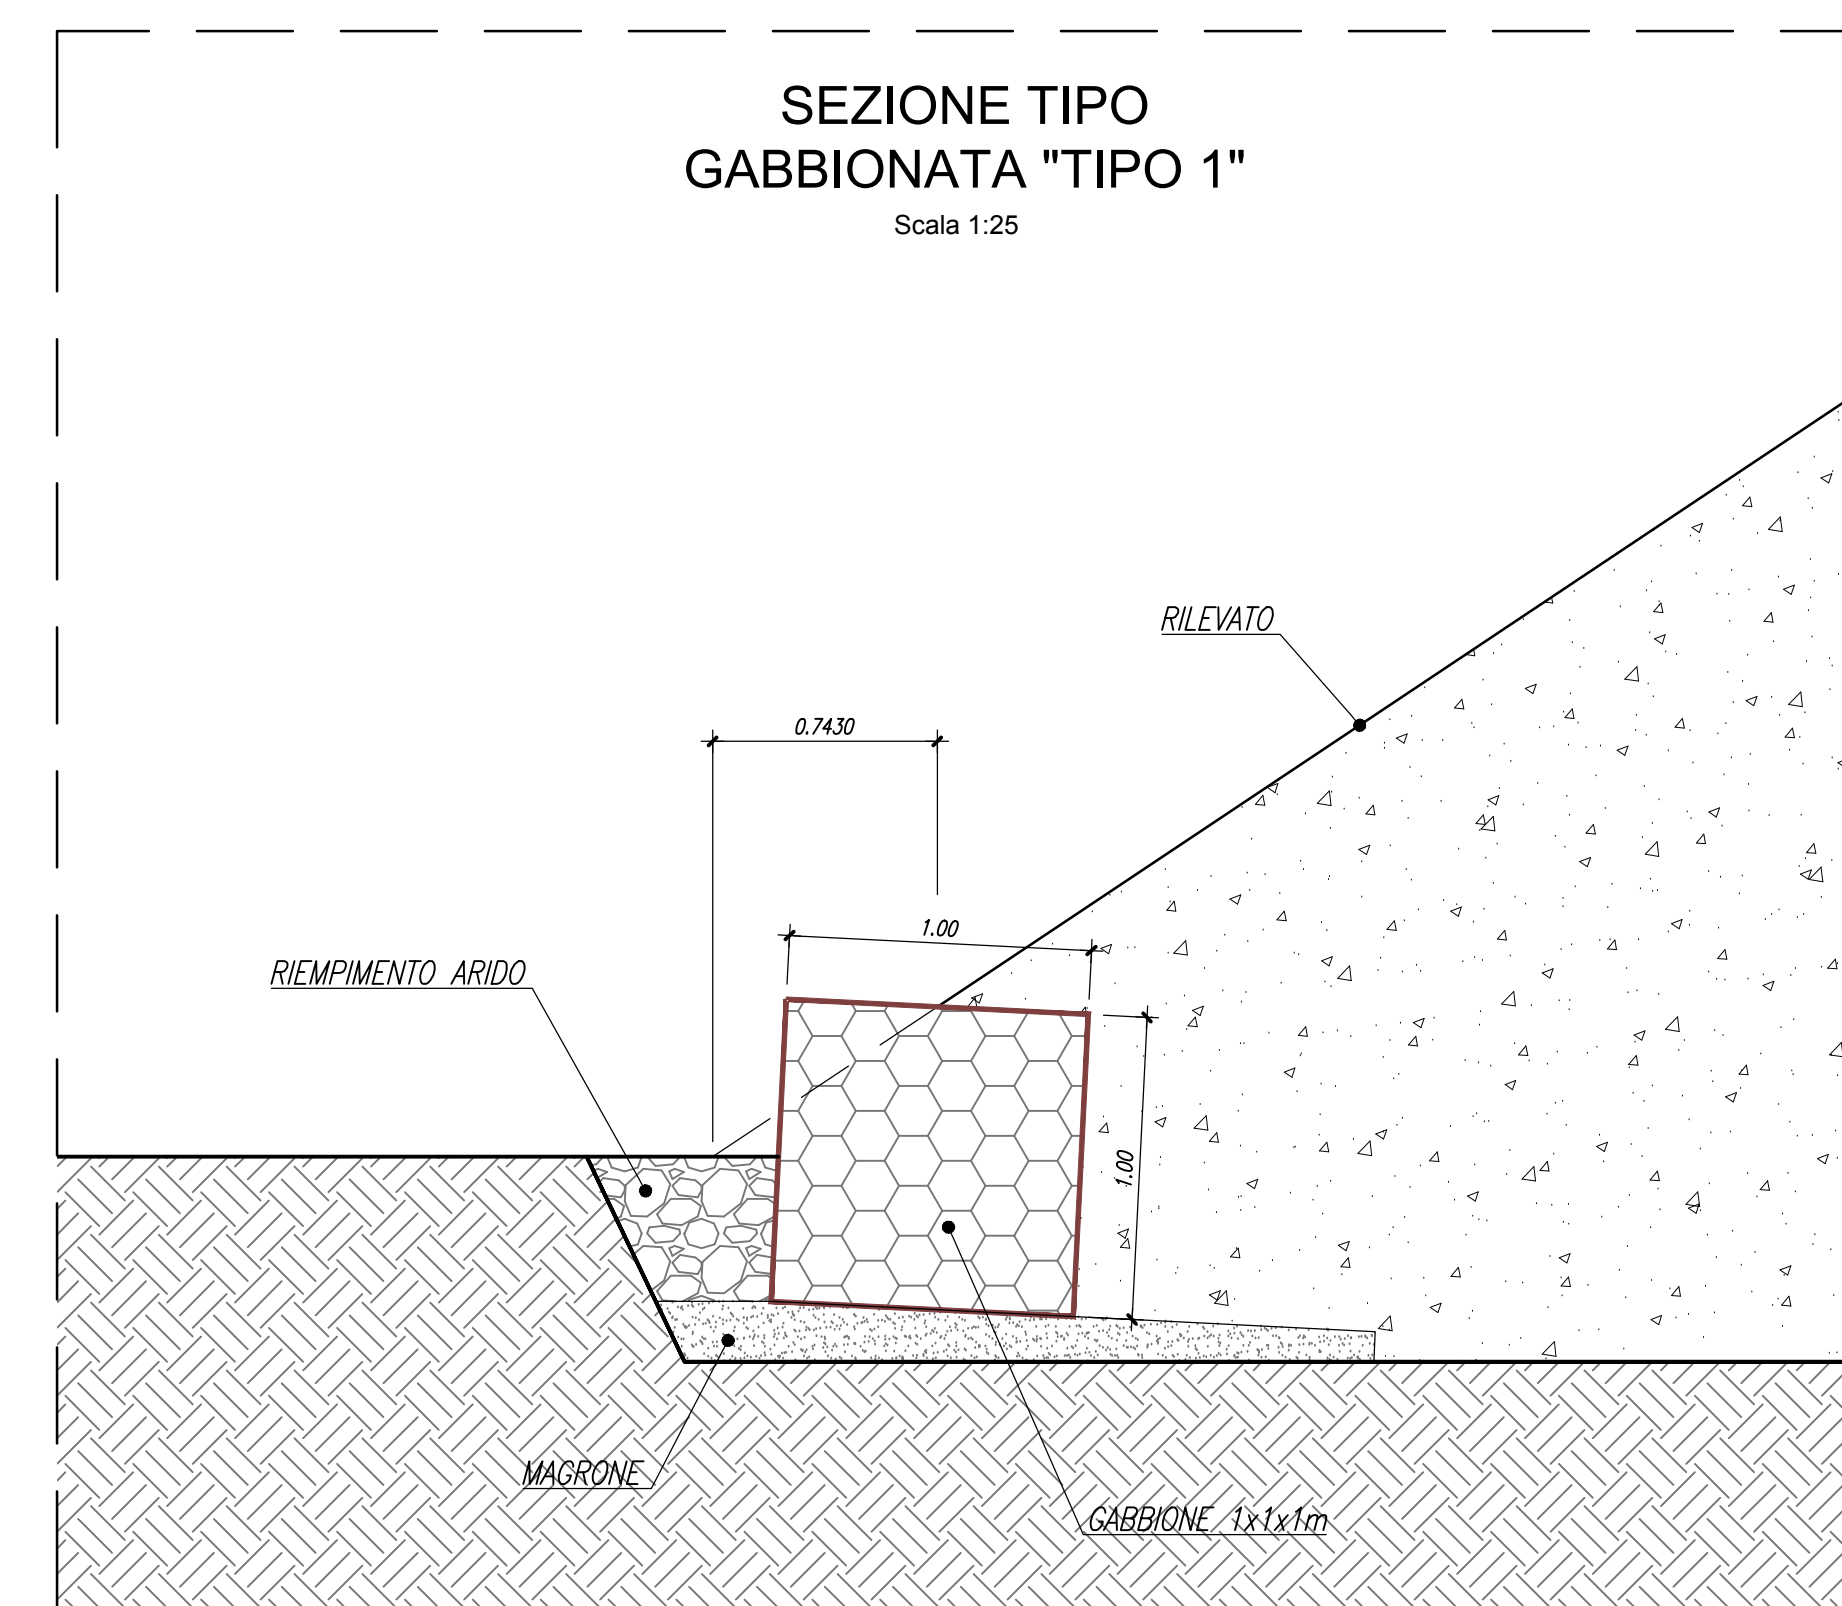 SEZIONE TIPO
GABBIONATA "TIPO 1"
Scala 1:25
RILEVATO
0.7430
1.00
RIEMPIMENTO ARIDO
1.00
MAGRONE
GABBIONE 1x1x1m